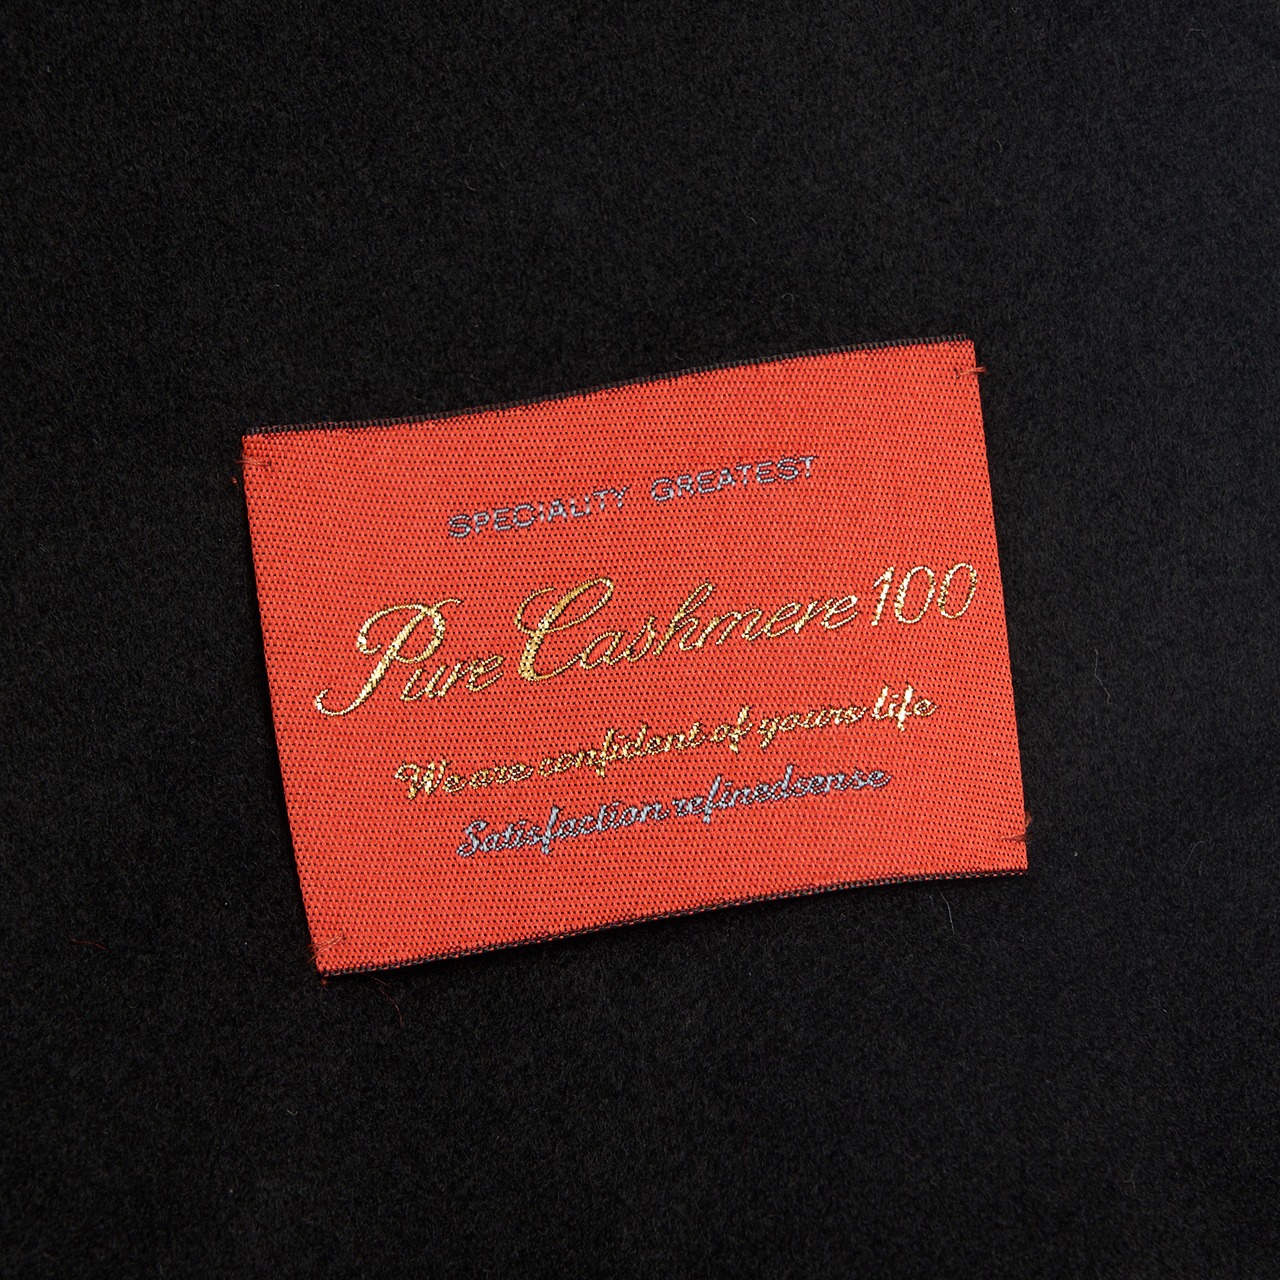 SPECIALITY GREATEST
Pure Cashmere 100
We are confident of yours life
Satisfaction refinedsense